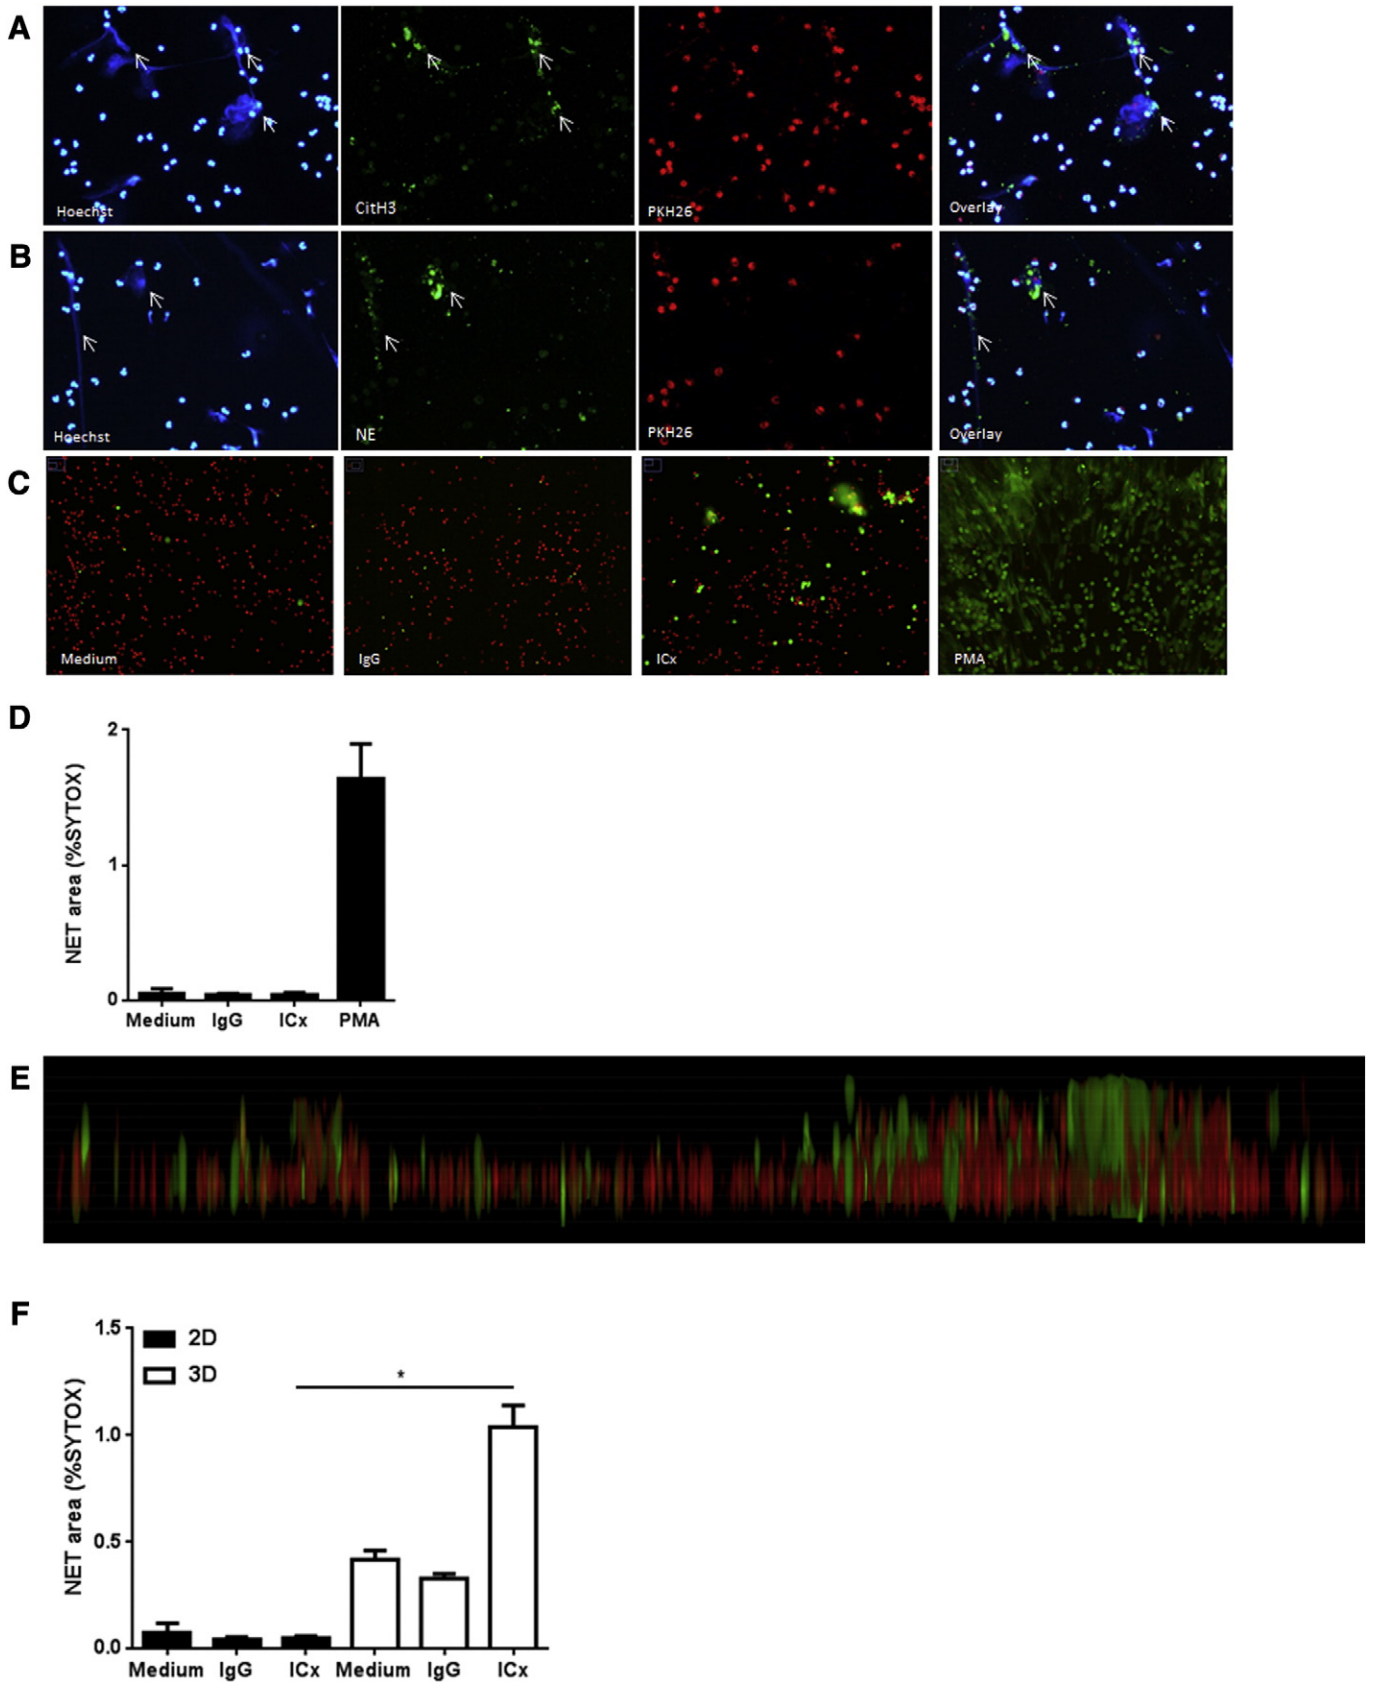 A
Hoechst
CitH3
PKH26
Overlay
B
Hoechst
NE
PKH26
Overlay
C
Medium
IgG
ICx
PMA
D
2
1
0
NET area (%SYTOX)
Medium IgG ICx PMA
E
F
1.5
1.0
0.5
0.0
NET area (%SYTOX)
2D
3D
*
Medium IgG ICx Medium IgG ICx